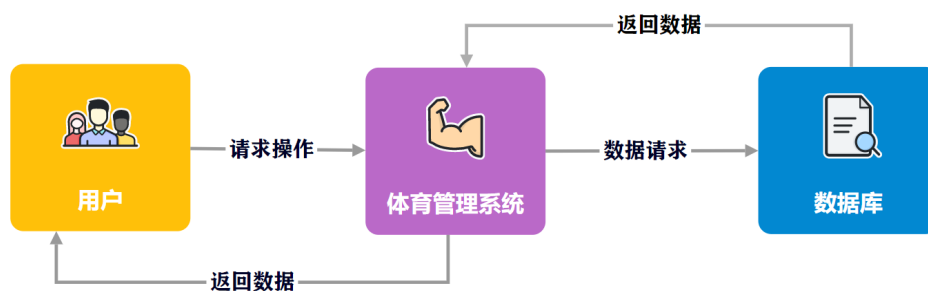 返回数据
请求操作
数据请求
用户
体育管理系统
数据库
返回数据